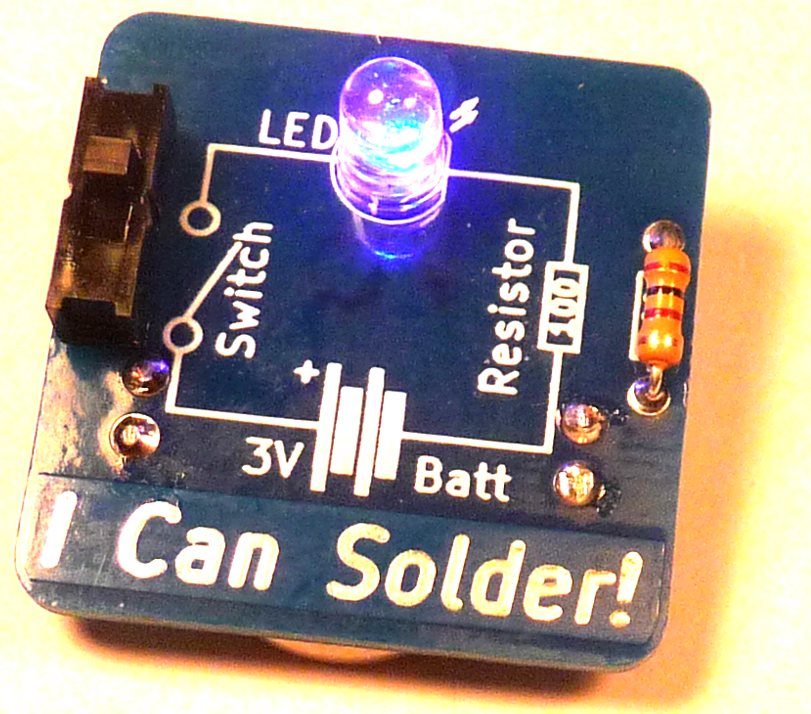 LED
Switch
Resistor
100
+
3V
Batt
I Can Solder!